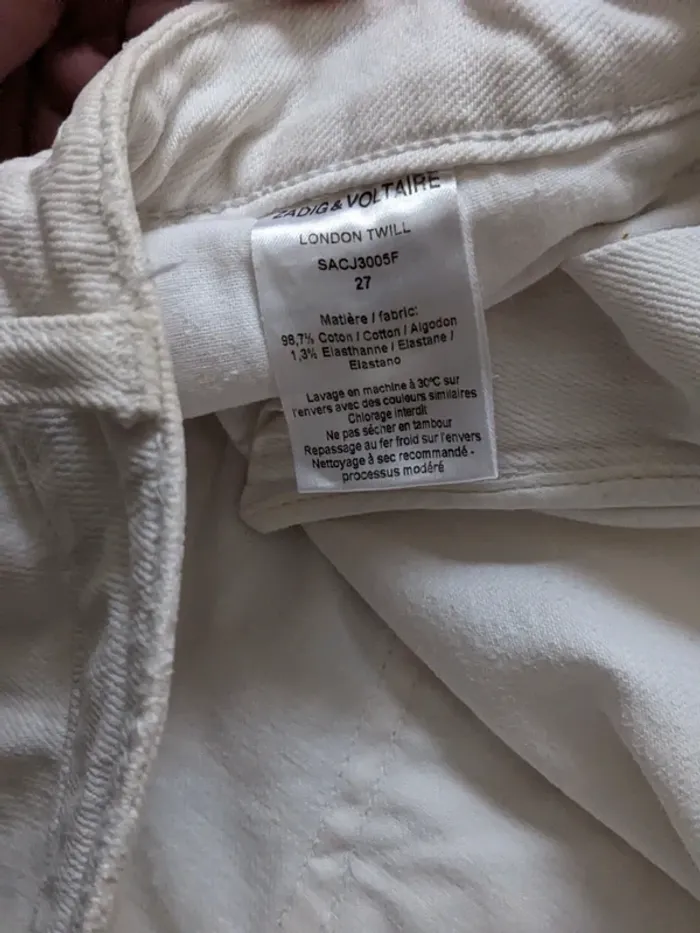 ZADIG & VOLTAIRE
LONDON TWILL
SACJ3005F
27
Matière / fabric:
98,7% Coton / Cotton / Algodon
1,3% Elasthanne / Elastane /
Elastano
Lavage en machine à 30ºC sur
l'envers avec des couleurs similaires
Chlorage interdit
Ne pas sécher en tambour
Repassage au fer froid sur l'envers
Nettoyage à sec recommandé -
processus modéré